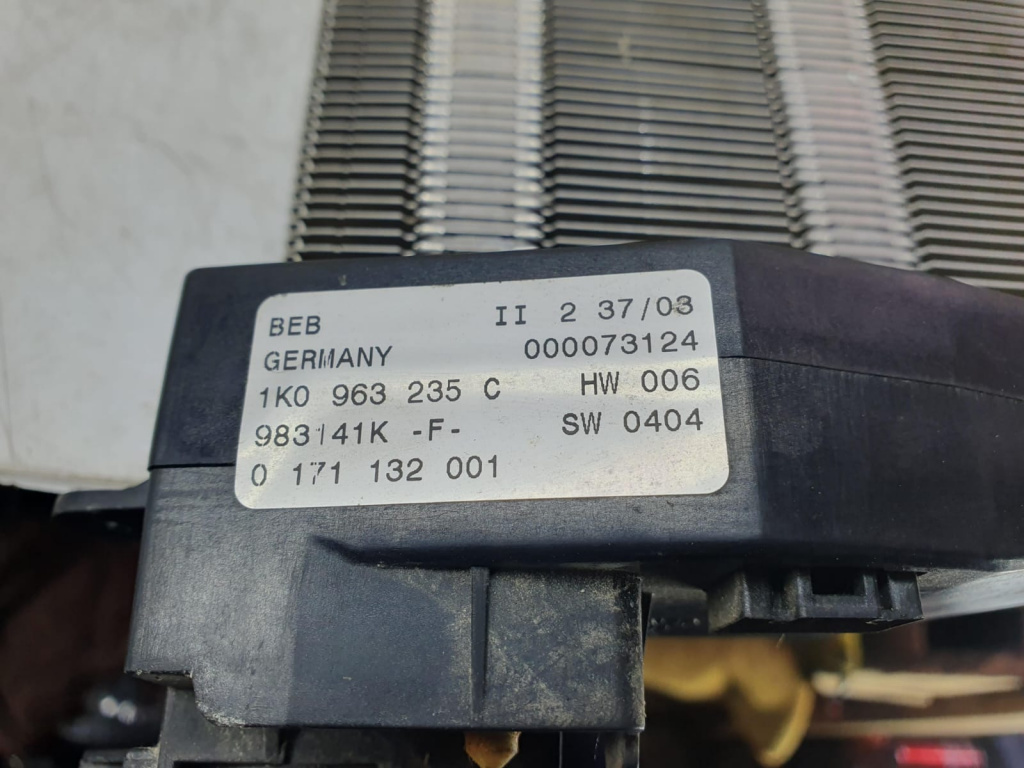 BEB II 2 37/03
GERMANY 000073124
1K0 963 235 C HW 006
983141K -F- SW 0404
0 171 132 001